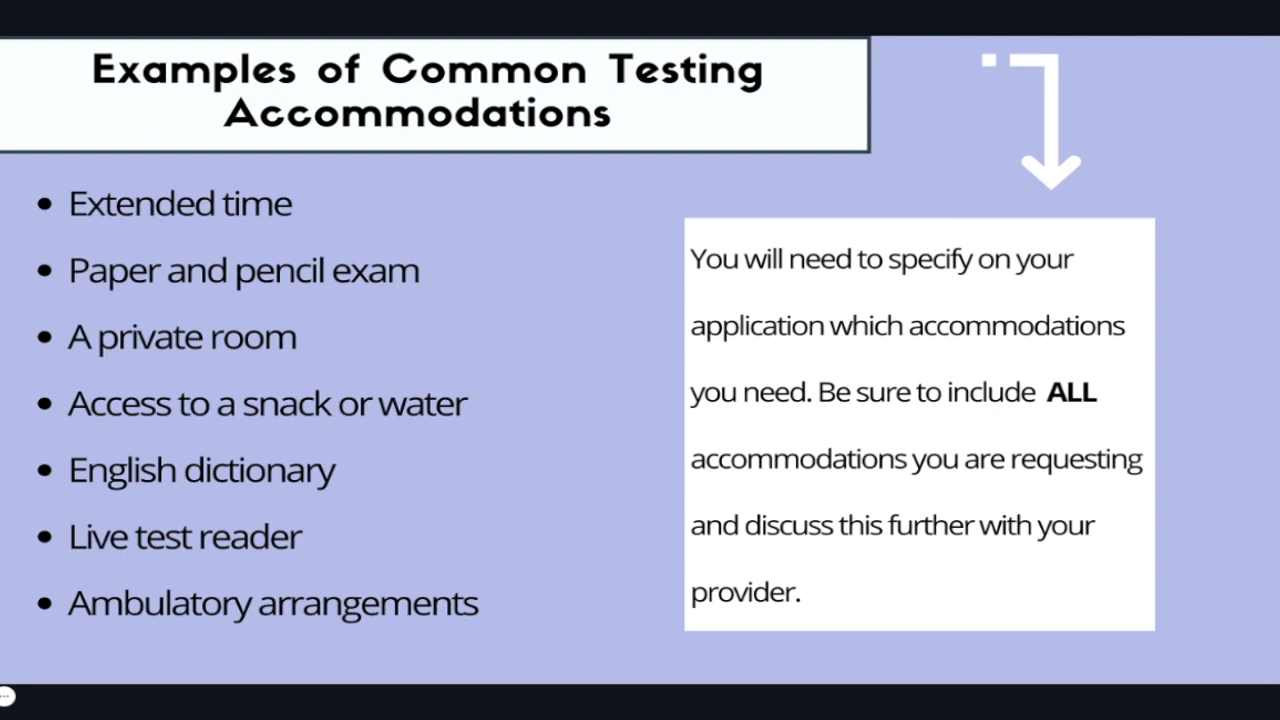 Examples of Common Testing
Accommodations
• Extended time
• Paper and pencil exam
• A private room
• Access to a snack or water
• English dictionary
• Live test reader
• Ambulatory arrangements
You will need to specify on your
application which accommodations
you need. Be sure to include ALL
accommodations you are requesting
and discuss this further with your
provider.